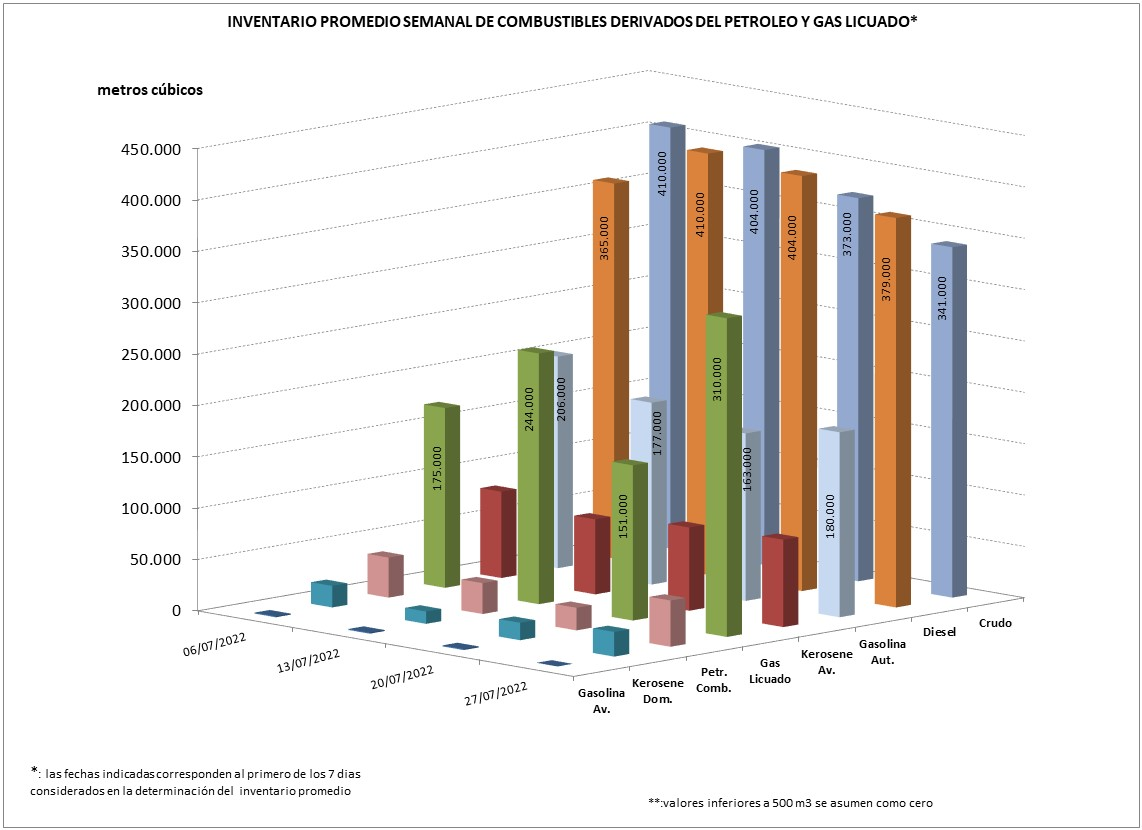 INVENTARIO PROMEDIO SEMANAL DE COMBUSTIBLES DERIVADOS DEL PETROLEO Y GAS LICUADO*
metros cúbicos
450.000
400.000
350.000
300.000
250.000
200.000
150.000
100.000
50.000
0
175.000
244.000
206.000
365.000
151.000
177.000
410.000
410.000
310.000
163.000
404.000
404.000
180.000
373.000
379.000
341.000
06/07/2022
13/07/2022
20/07/2022
27/07/2022
Gasolina
Av.
Kerosene
Dom.
Petr.
Comb.
Gas
Licuado
Kerosene
Av.
Gasolina
Aut.
Diesel
Crudo
*: las fechas indicadas corresponden al primero de los 7 dias
considerados en la determinación del inventario promedio
**:valores inferiores a 500 m3 se asumen como cero